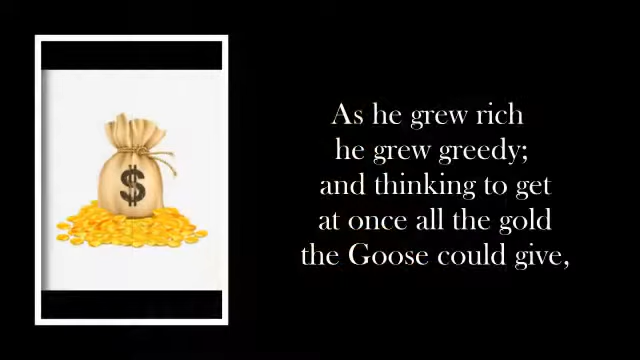 $
As he grew rich
he grew greedy;
and thinking to get
at once all the gold
the Goose could give,